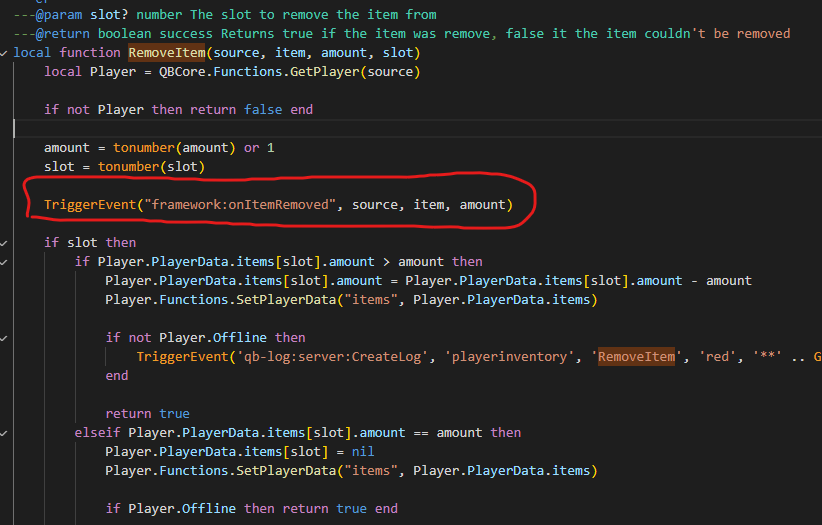 ---@param slot? number The slot to remove the item from
---@return boolean success Returns true if the item was remove, false it the item couldn't be removed
local function RemoveItem(source, item, amount, slot)
local Player = QBCore.Functions.GetPlayer(source)
if not Player then return false end
amount = tonumber(amount) or 1
slot = tonumber(slot)
TriggerEvent("framework:onItemRemoved", source, item, amount)
if slot then
if Player.PlayerData.items[slot].amount > amount then
Player.PlayerData.items[slot].amount = Player.PlayerData.items[slot].amount - amount
Player.Functions.SetPlayerData("items", Player.PlayerData.items)
if not Player.Offline then
TriggerEvent('qb-log:server:CreateLog', 'playerinventory', 'RemoveItem', 'red', '**' .. G
end
return true
elseif Player.PlayerData.items[slot].amount == amount then
Player.PlayerData.items[slot] = nil
Player.Functions.SetPlayerData("items", Player.PlayerData.items)
if Player.Offline then return true end